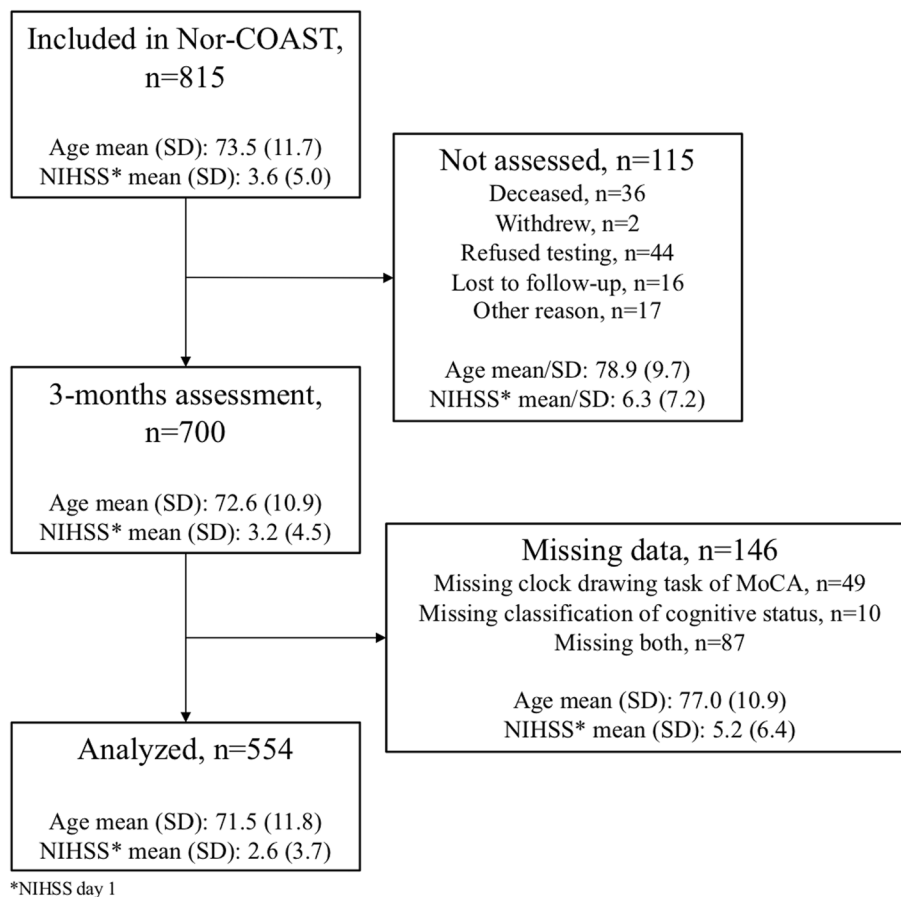 Included in Nor-COAST,
n=815
Age mean (SD): 73.5 (11.7)
NIHSS* mean (SD): 3.6 (5.0)
Not assessed, n=115
Deceased, n=36
Withdrew, n=2
Refused testing, n=44
Lost to follow-up, n=16
Other reason, n=17
Age mean/SD: 78.9 (9.7)
NIHSS* mean/SD: 6.3 (7.2)
3-months assessment,
n=700
Age mean (SD): 72.6 (10.9)
NIHSS* mean (SD): 3.2 (4.5)
Missing data, n=146
Missing clock drawing task of MoCA, n=49
Missing classification of cognitive status, n=10
Missing both, n=87
Age mean (SD): 77.0 (10.9)
NIHSS* mean (SD): 5.2 (6.4)
Analyzed, n=554
Age mean (SD): 71.5 (11.8)
NIHSS* mean (SD): 2.6 (3.7)
*NIHSS day 1